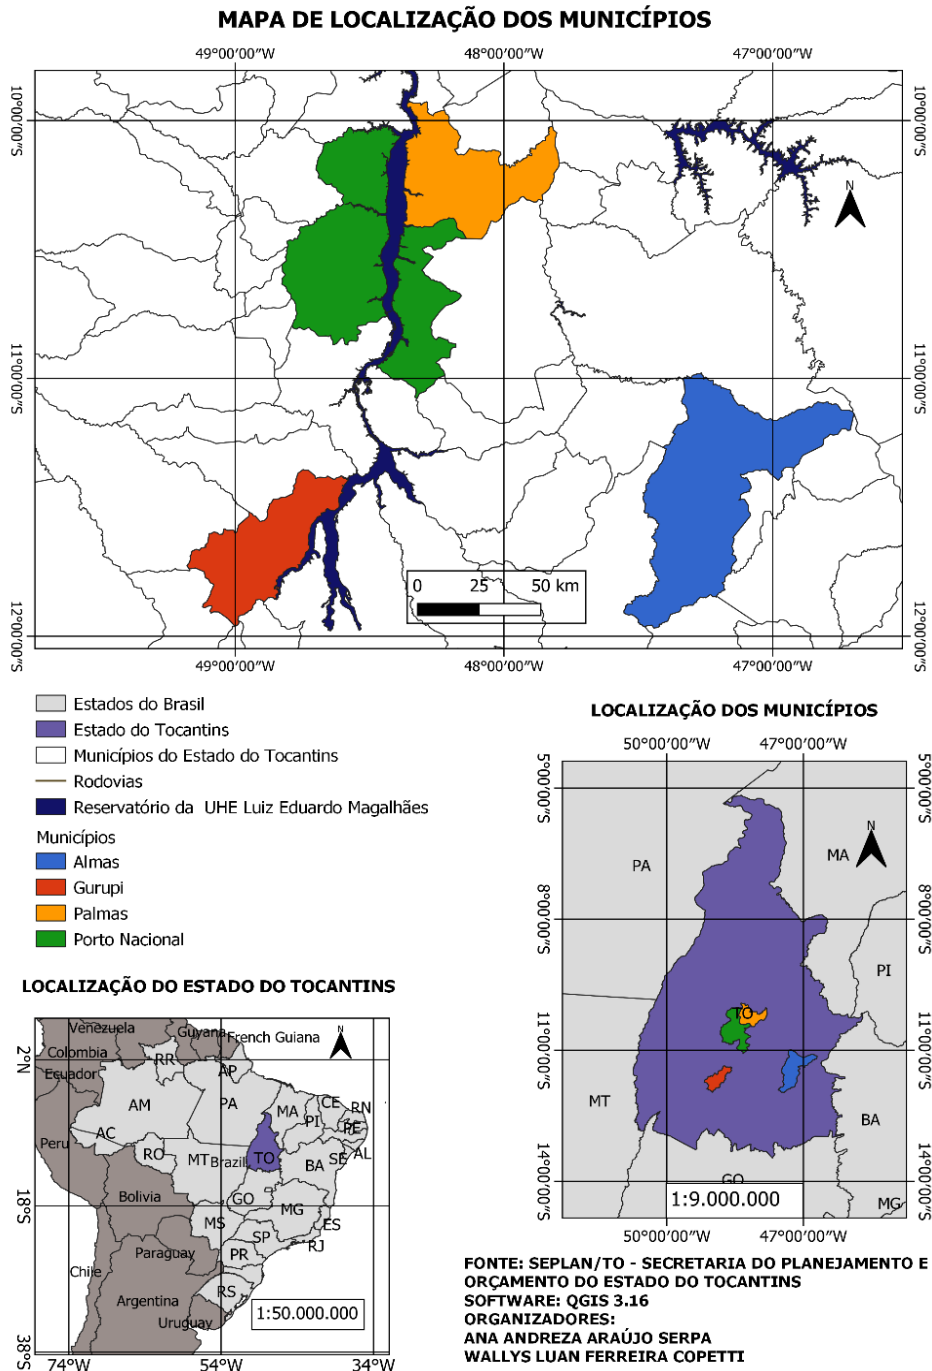 MAPA DE LOCALIZAÇÃO DOS MUNICÍPIOS
49°00'00"W 48°00'00"W 47°00'00"W
10°00'00"S 10°00'00"S
N
11°00'00"S 11°00'00"S
0 25 50 km
12°00'00"S 12°00'00"S
49°00'00"W 48°00'00"W 47°00'00"W
Estados do Brasil
Estado do Tocantins
Municípios do Estado do Tocantins
Rodovias
Reservatório da UHE Luiz Eduardo Magalhães
Municípios
Almas
Gurupi
Palmas
Porto Nacional
LOCALIZAÇÃO DOS MUNICÍPIOS
50°00'00"W 47°00'00"W
5°00'00"S 5°00'00"S
N
PA MA
8°00'00"S 8°00'00"S
PI
TO
11°00'00"S 11°00'00"S
MT BA
14°00'00"S 14°00'00"S
GO
1:9.000.000
MG
50°00'00"W 47°00'00"W
LOCALIZAÇÃO DO ESTADO DO TOCANTINS
Venezuela Guyana French Guiana
N
Colombia RR
2°N
Ecuador AP
AM PA MA CE RN
PI PE
Peru AC
RO MT Brazil TO BA SE AL
Bolivia GO
18°S
MG
MS ES
SP RJ
Paraguay PR
Chile
RS
Argentina 1:50.000.000
Uruguay
38°S
74°W 54°W 34°W
FONTE: SEPLAN/TO - SECRETARIA DO PLANEJAMENTO E
ORÇAMENTO DO ESTADO DO TOCANTINS
SOFTWARE: QGIS 3.16
ORGANIZADORES:
ANA ANDREZA ARAÚJO SERPA
WALLYS LUAN FERREIRA COPETTI